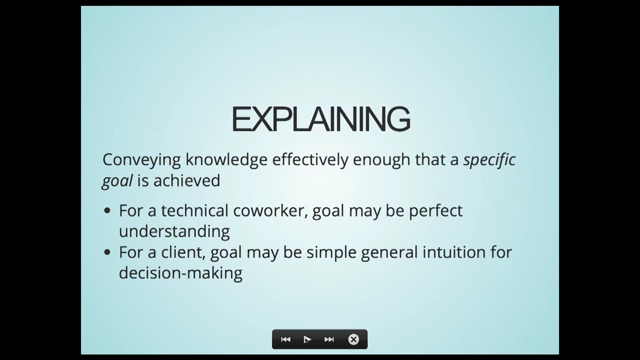 EXPLAINING
Conveying knowledge effectively enough that a specific
goal is achieved
• For a technical coworker, goal may be perfect
understanding
• For a client, goal may be simple general intuition for
decision-making